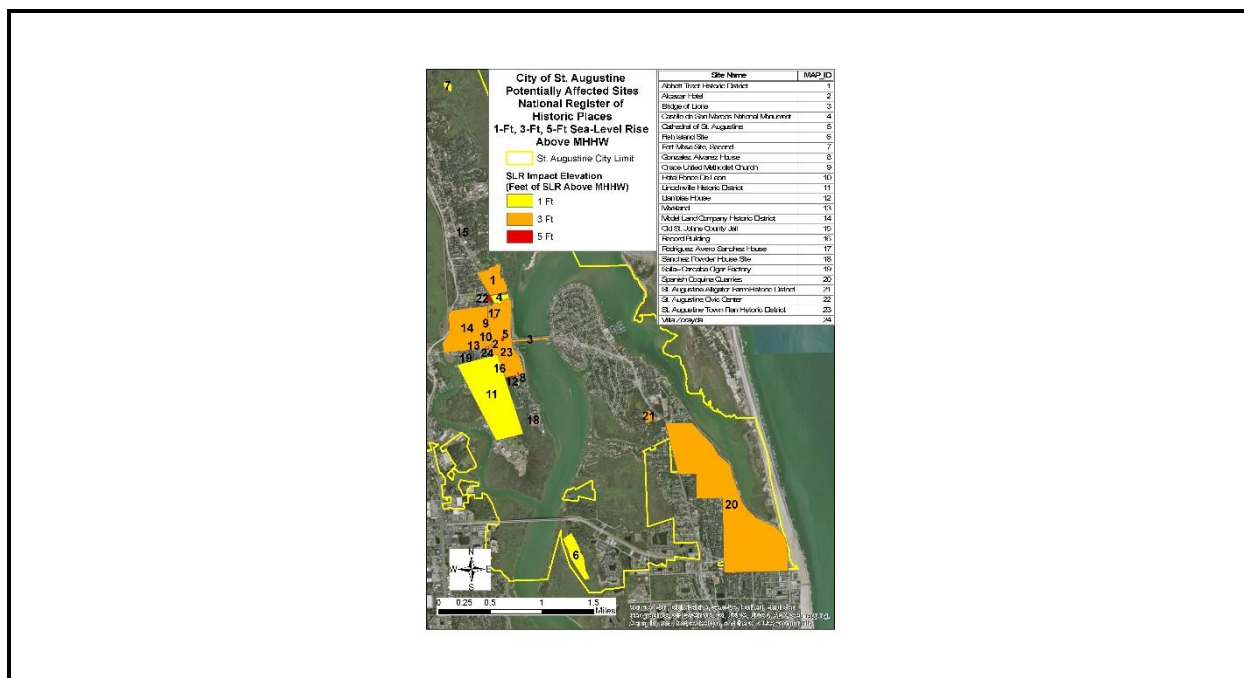 City of St. Augustine
Potentially Affected Sites
National Register of
Historic Places
1-Ft, 3-Ft, 5-Ft Sea-Level Rise
Above MHHW
St. Augustine City Limit
SLR Impact Elevation
(Feet of SLR Above MHHW)
1 Ft
3 Ft
5 Ft
Site Name MAP_ID
Abbott Tract Historic District 1
Alcazar Hotel 2
Bridge of Lions 3
Castillo de San Marcos National Monument 4
Cathedral of St. Augustine 5
Fish Island Site 6
Fort Mose Site, Second 7
Gonzalez Alvarez House 8
Grace United Methodist Church 9
Hotel Ponce De Leon 10
Lincolnville Historic District 11
Llambias House 12
Markland 13
Model Land Company Historic District 14
Old St. Johns County Jail 15
Record Building 16
Rodriguez Avero Sanchez House 17
Sanchez Powder House Site 18
Solla-Carcaba Cigar Factory 19
Spanish Coquina Quarries 20
St. Augustine Alligator Farm Historic District 21
St. Augustine Civic Center 22
St. Augustine Town Plan Historic District 23
Villa Zorayda 24
7
15
1
22 4
17
9
14
10 5
3
13 2
24 23
19
16
12 8
11
18
21
20
6
N
W E
S
0 0.25 0.5 1 1.5
Miles